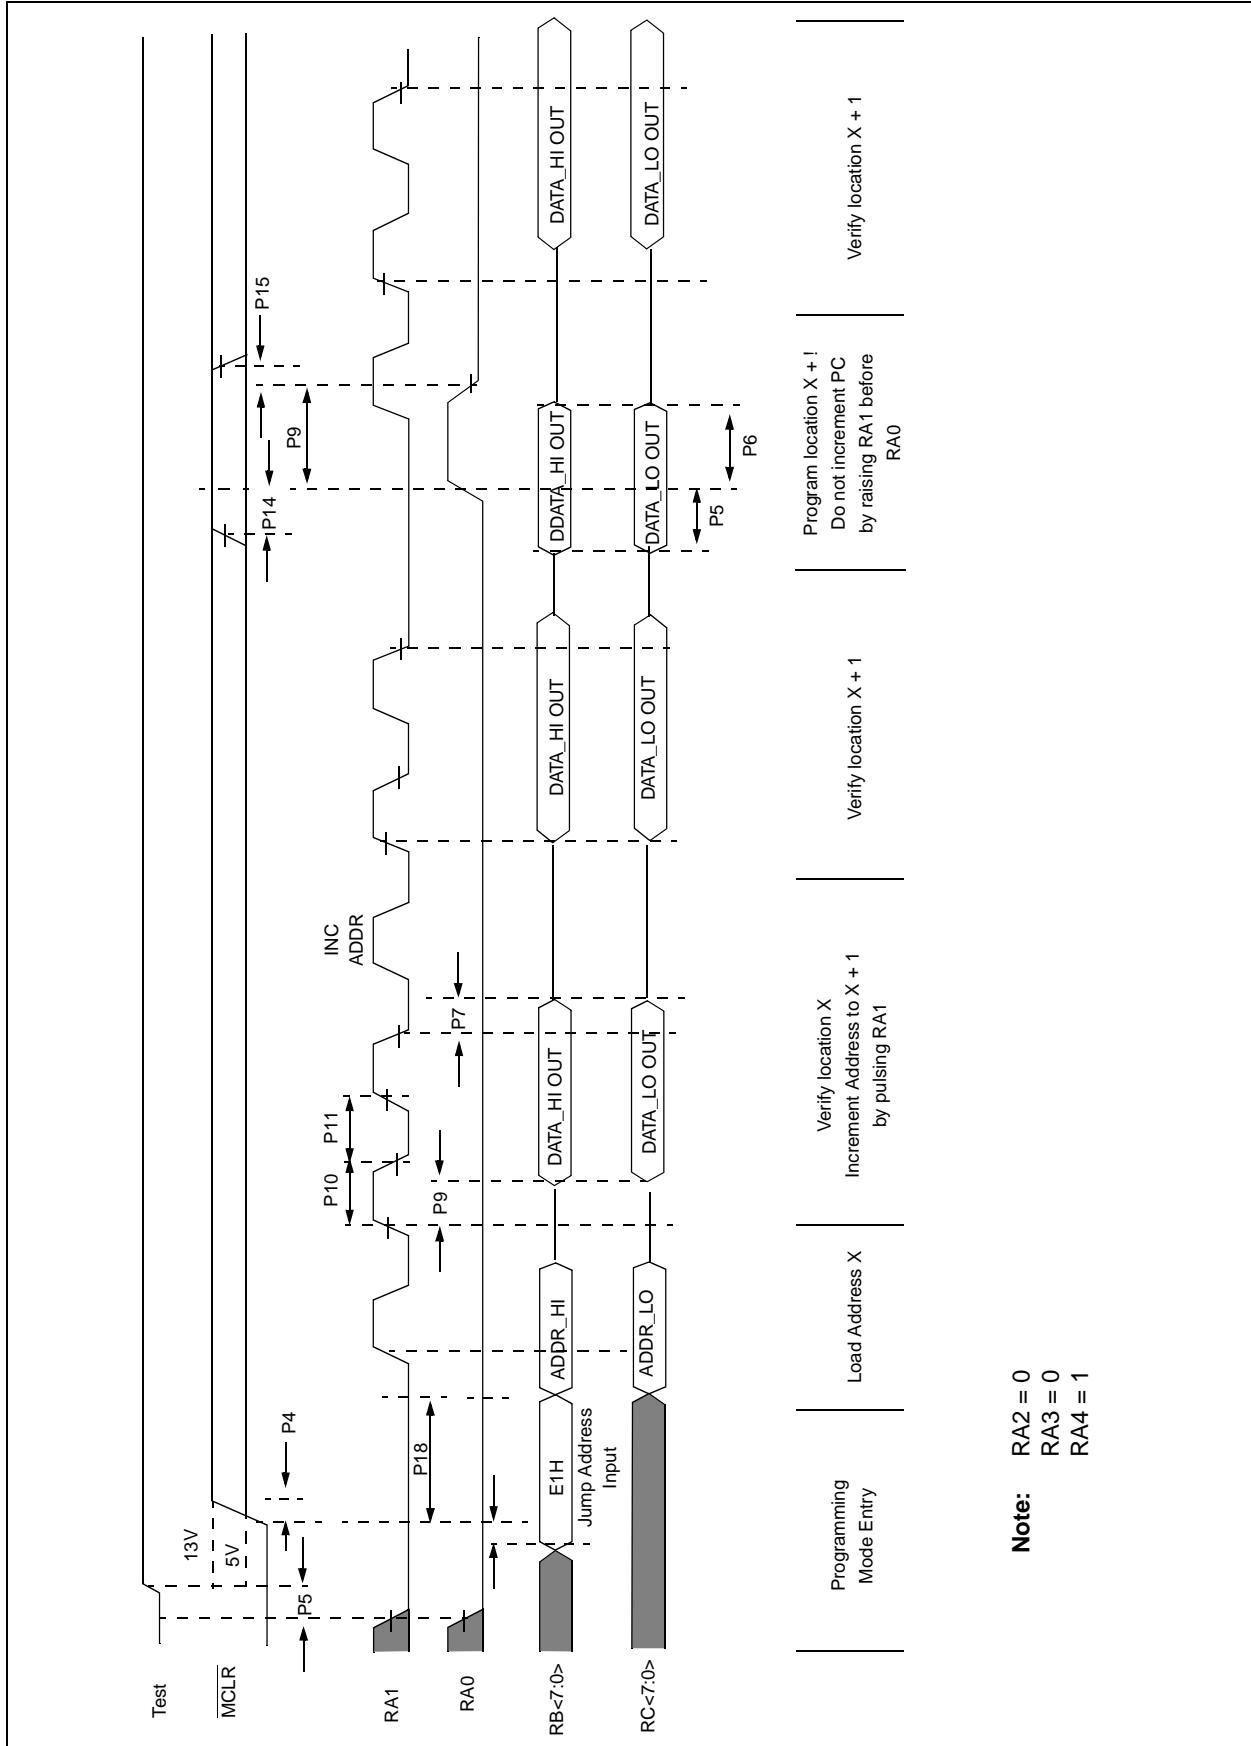 Test
MCLR
13V
5V
P5
P4
P18
P10
P11
P9
P7
INC
ADDR
P14
P9
P15
RA1
RA0
RB<7:0>
E1H
ADDR_HI
DATA_HI OUT
DATA_HI OUT
DDATA_HI OUT
DATA_HI OUT
Jump Address
Input
RC<7:0>
ADDR_LO
DATA_LO OUT
DATA_LO OUT
DATA_LO OUT
DATA_LO OUT
P5
P6
Programming
Mode Entry
Load Address X
Verify location X
Increment Address to X + 1
by pulsing RA1
Verify location X + 1
Program location X + !
Do not increment PC
by raising RA1 before
RA0
Verify location X + 1
Note: RA2 = 0
RA3 = 0
RA4 = 1